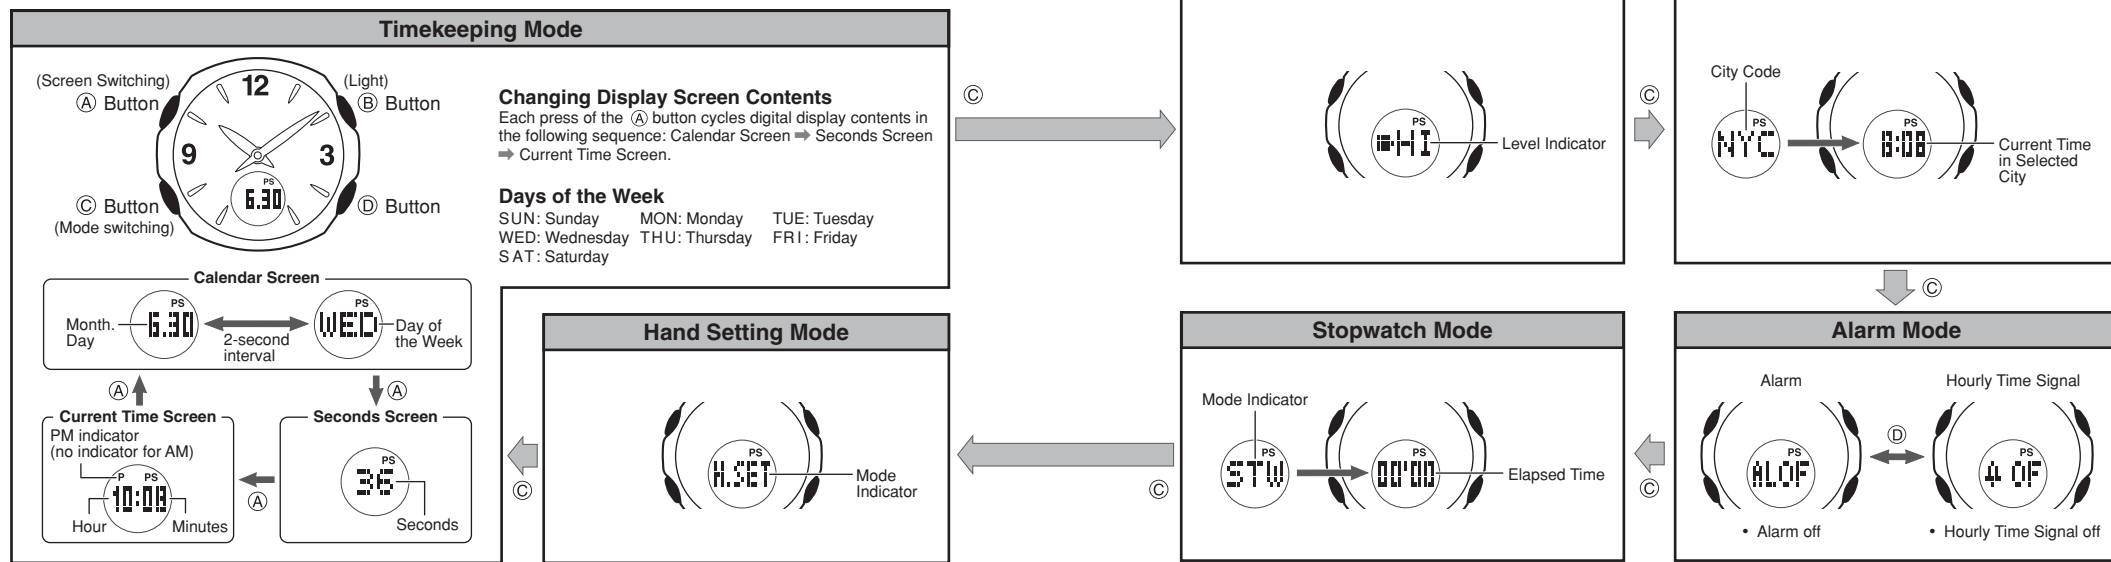 Timekeeping Mode
(Screen Switching)
Ⓐ Button
(Light)
Ⓑ Button
12
9
3
PS
6.30
Ⓒ Button
(Mode switching)
Ⓓ Button
Changing Display Screen Contents
Each press of the Ⓐ button cycles digital display contents in
the following sequence: Calendar Screen ➡ Seconds Screen
➡ Current Time Screen.
Days of the Week
SUN: Sunday MON: Monday TUE: Tuesday
WED: Wednesday THU: Thursday FRI: Friday
SAT: Saturday
Calendar Screen
Month.
Day
PS
6.30
2-second
interval
PS
WED
Day of
the Week
Ⓐ
Ⓐ
Current Time Screen
PM indicator
(no indicator for AM)
P PS
10:08
Hour
Minutes
Ⓐ
Seconds Screen
PS
36
Seconds
Ⓒ
PS
HI
Level Indicator
Ⓒ
City Code
PS
NYC
PS
8:08
Current Time
in Selected
City
Ⓒ
Alarm Mode
Alarm
PS
ALOF
• Alarm off
Ⓓ
Hourly Time Signal
PS
OF
• Hourly Time Signal off
Ⓒ
Stopwatch Mode
Mode Indicator
PS
STW
PS
00'00
Elapsed Time
Ⓒ
Hand Setting Mode
PS
H.SET
Mode
Indicator
Ⓒ